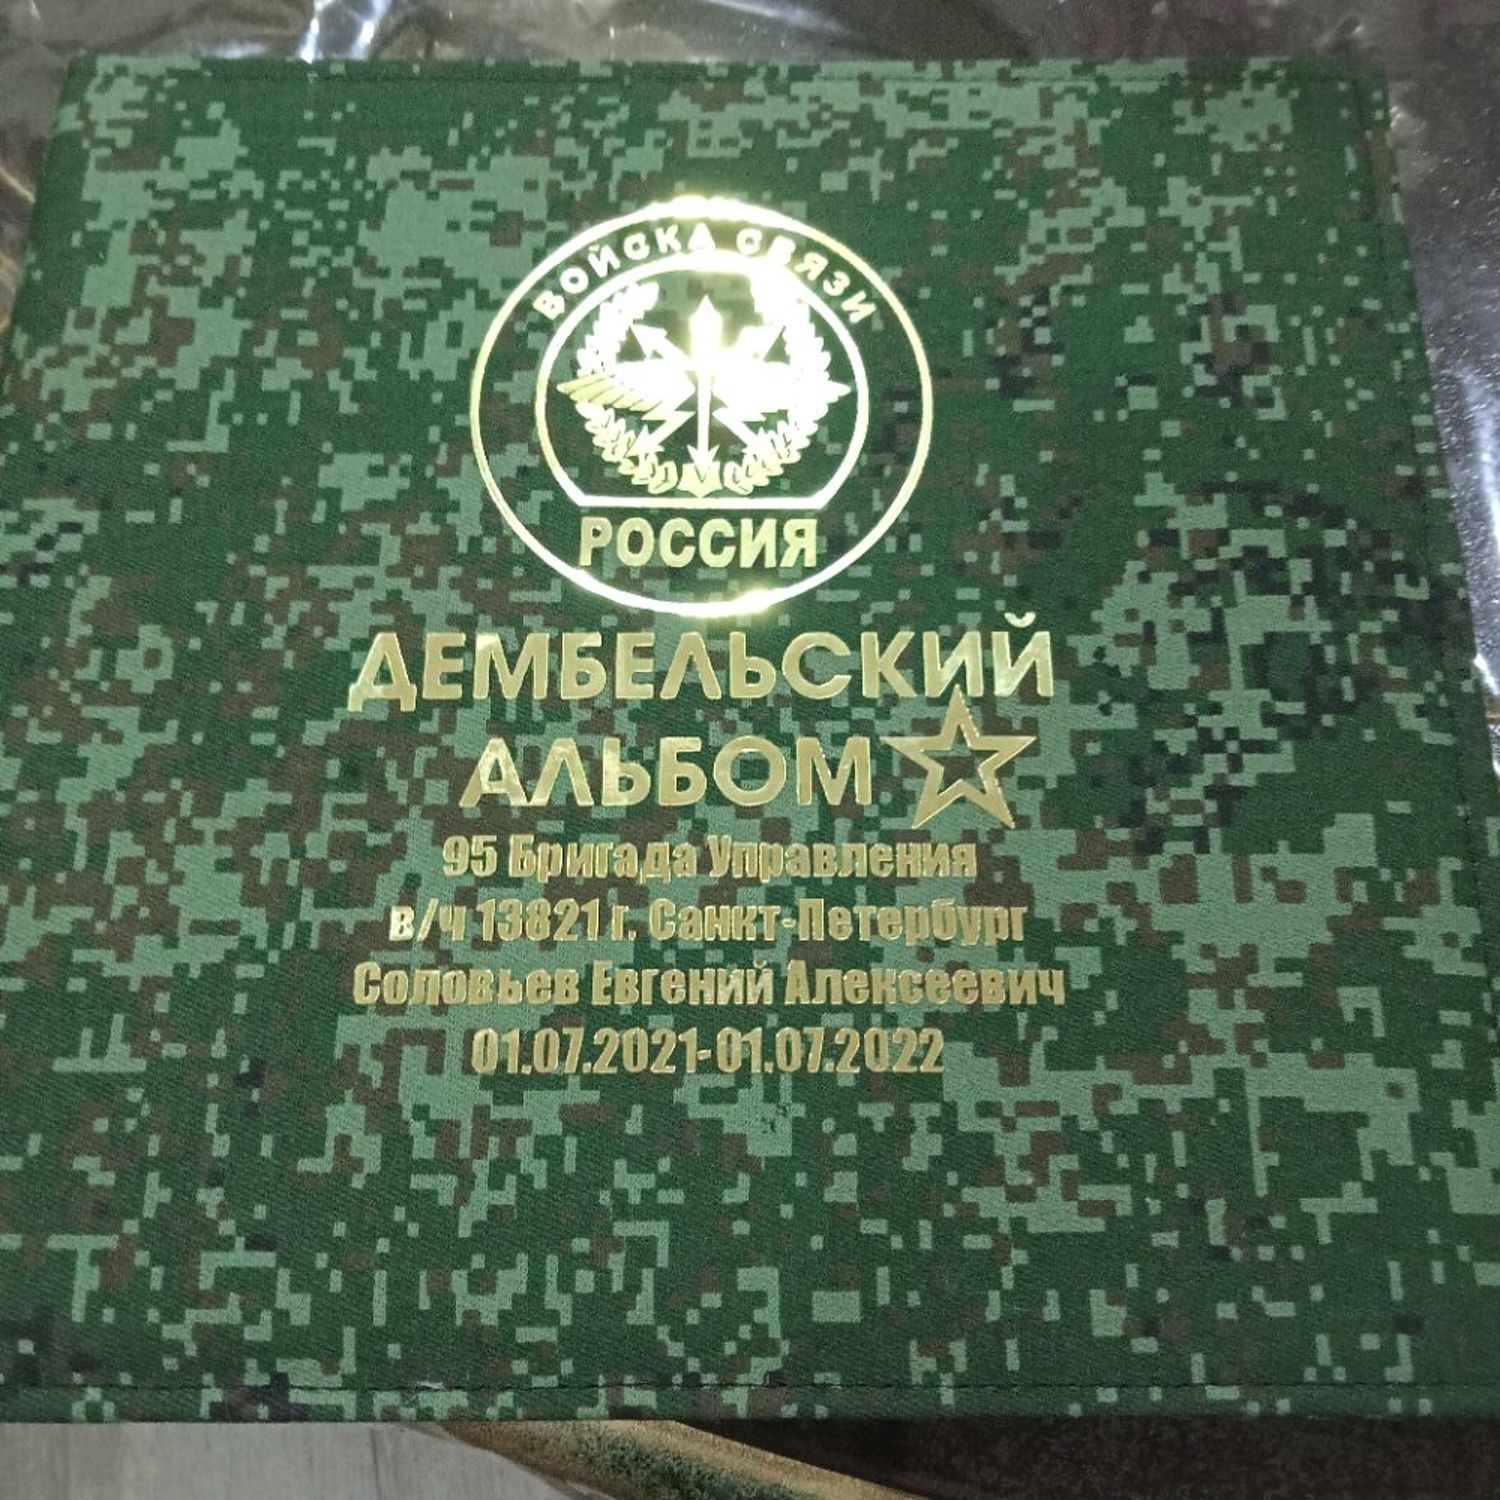 ВОЙСКА СВЯЗИ
РОССИЯ
ДЕМБЕЛЬСКИЙ
АЛЬБОМ
95 Бригада Управления
в/ч 13821 г. Санкт-Петербург
Соловьев Евгений Алексеевич
01.07.2021-01.07.2022